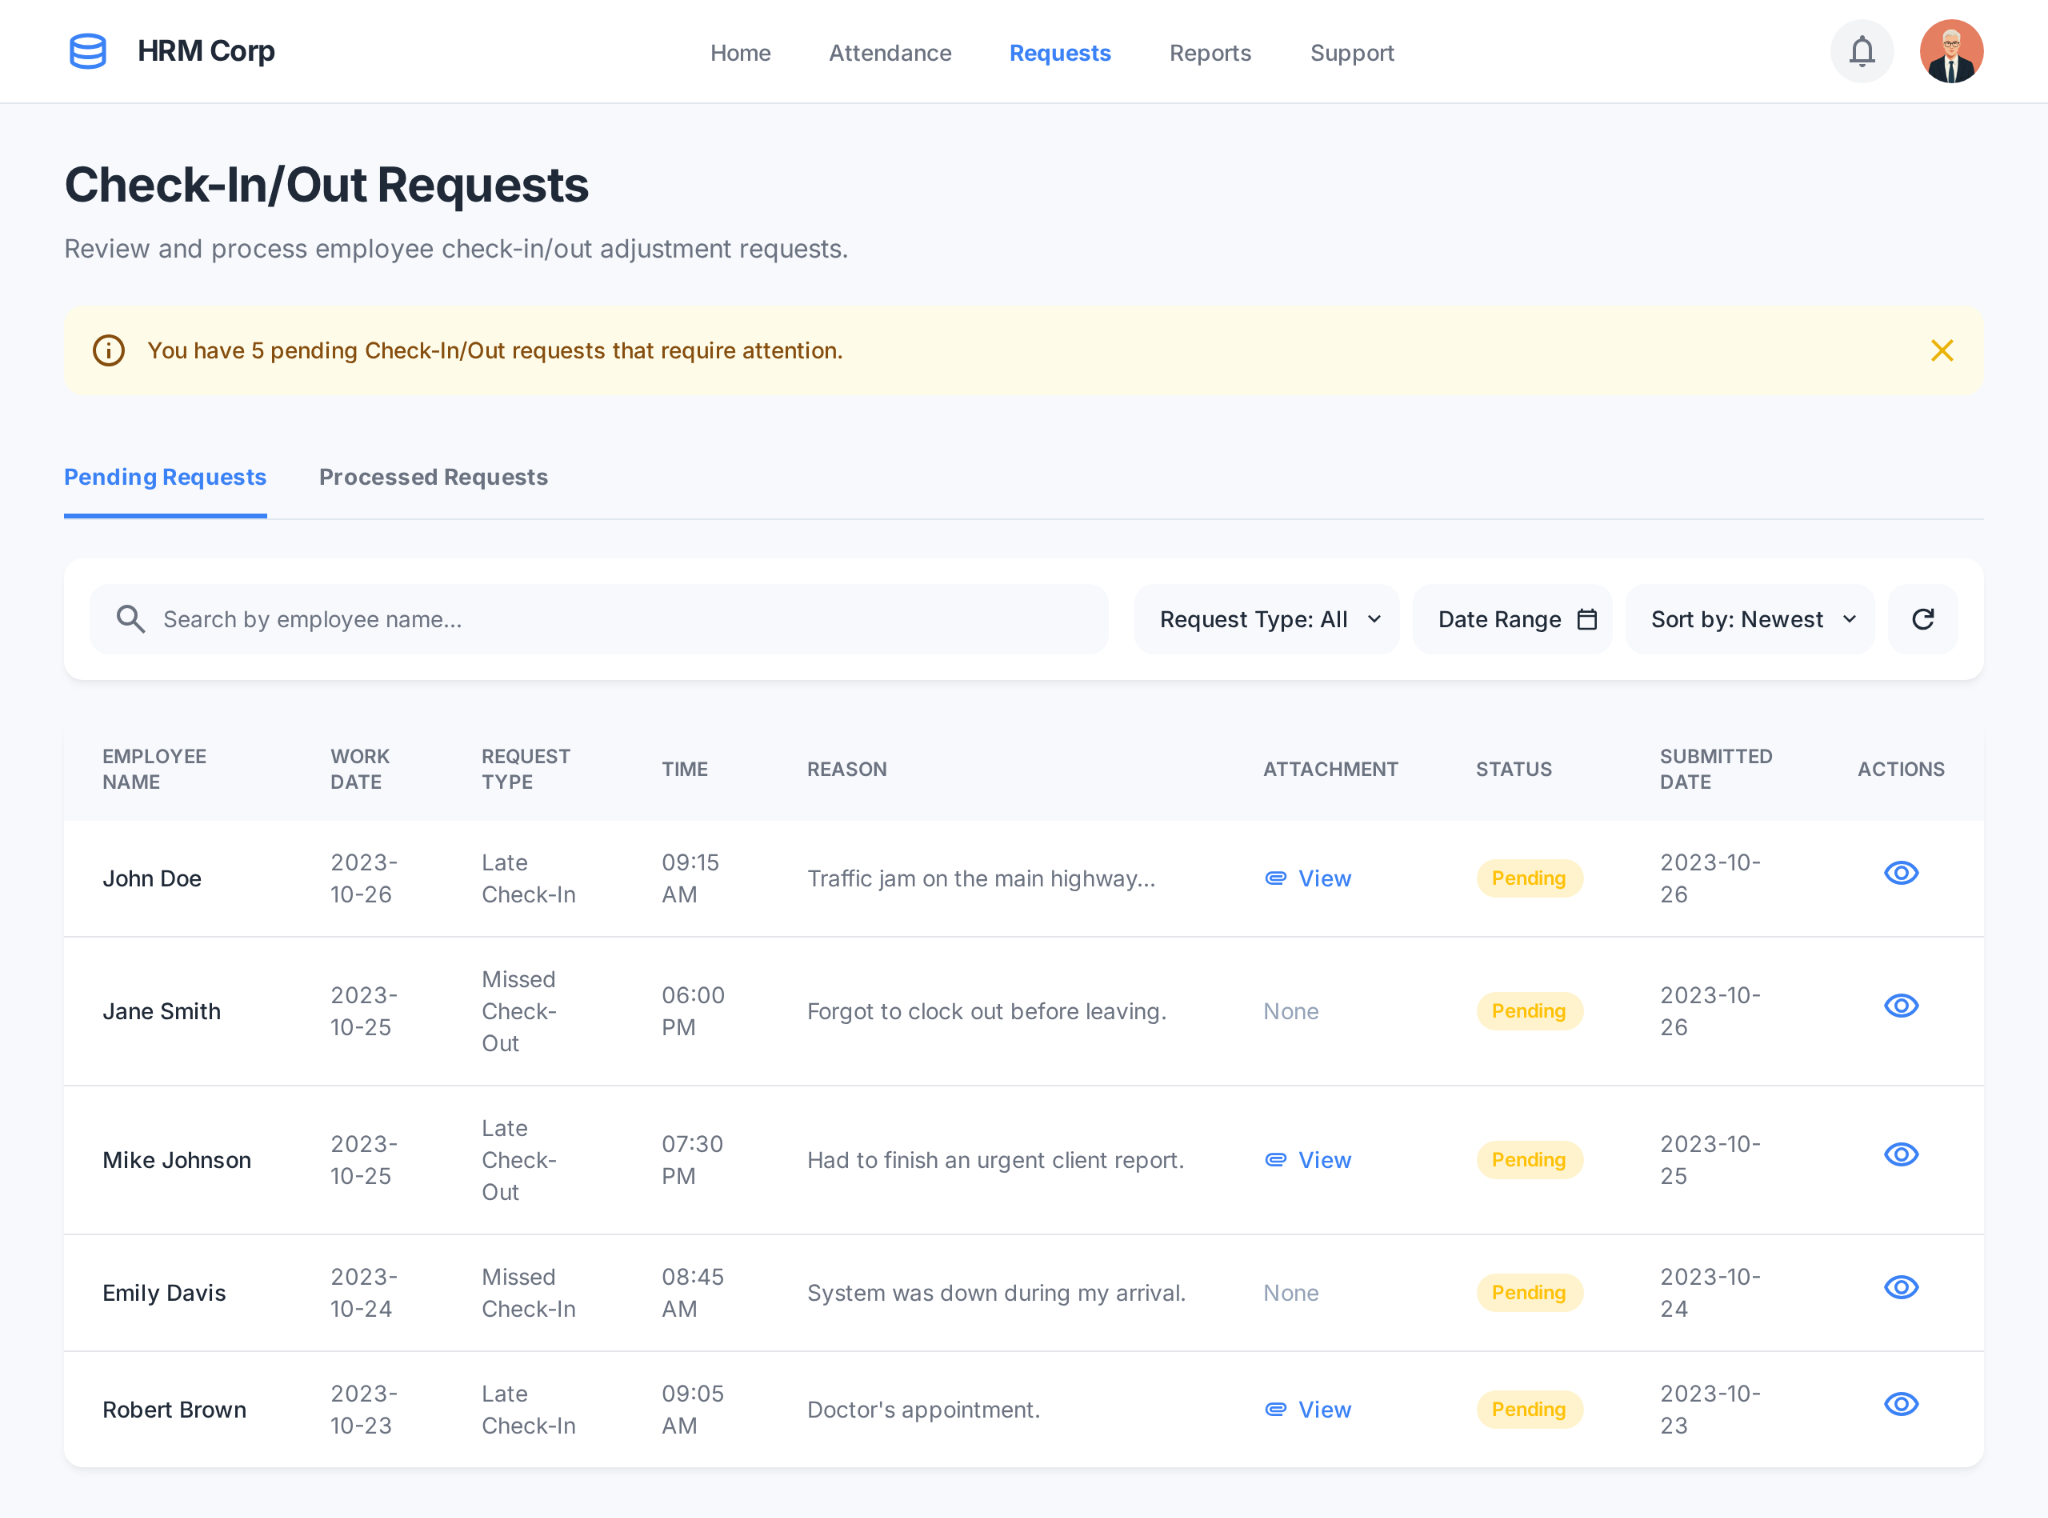 HRM Corp
Home
Attendance
Requests
Reports
Support
Check-In/Out Requests
Review and process employee check-in/out adjustment requests.
You have 5 pending Check-In/Out requests that require attention.
Pending Requests
Processed Requests
Search by employee name...
Request Type: All
Date Range
Sort by: Newest
EMPLOYEE
NAME
WORK
DATE
REQUEST
TYPE
TIME
REASON
ATTACHMENT
STATUS
SUBMITTED
DATE
ACTIONS
John Doe
2023-
10-26
Late
Check-In
09:15
AM
Traffic jam on the main highway...
View
Pending
2023-10-
26
Jane Smith
2023-
10-25
Missed
Check-
Out
06:00
PM
Forgot to clock out before leaving.
None
Pending
2023-10-
26
Mike Johnson
2023-
10-25
Late
Check-
Out
07:30
PM
Had to finish an urgent client report.
View
Pending
2023-10-
25
Emily Davis
2023-
10-24
Missed
Check-In
08:45
AM
System was down during my arrival.
None
Pending
2023-10-
24
Robert Brown
2023-
10-23
Late
Check-In
09:05
AM
Doctor's appointment.
View
Pending
2023-10-
23